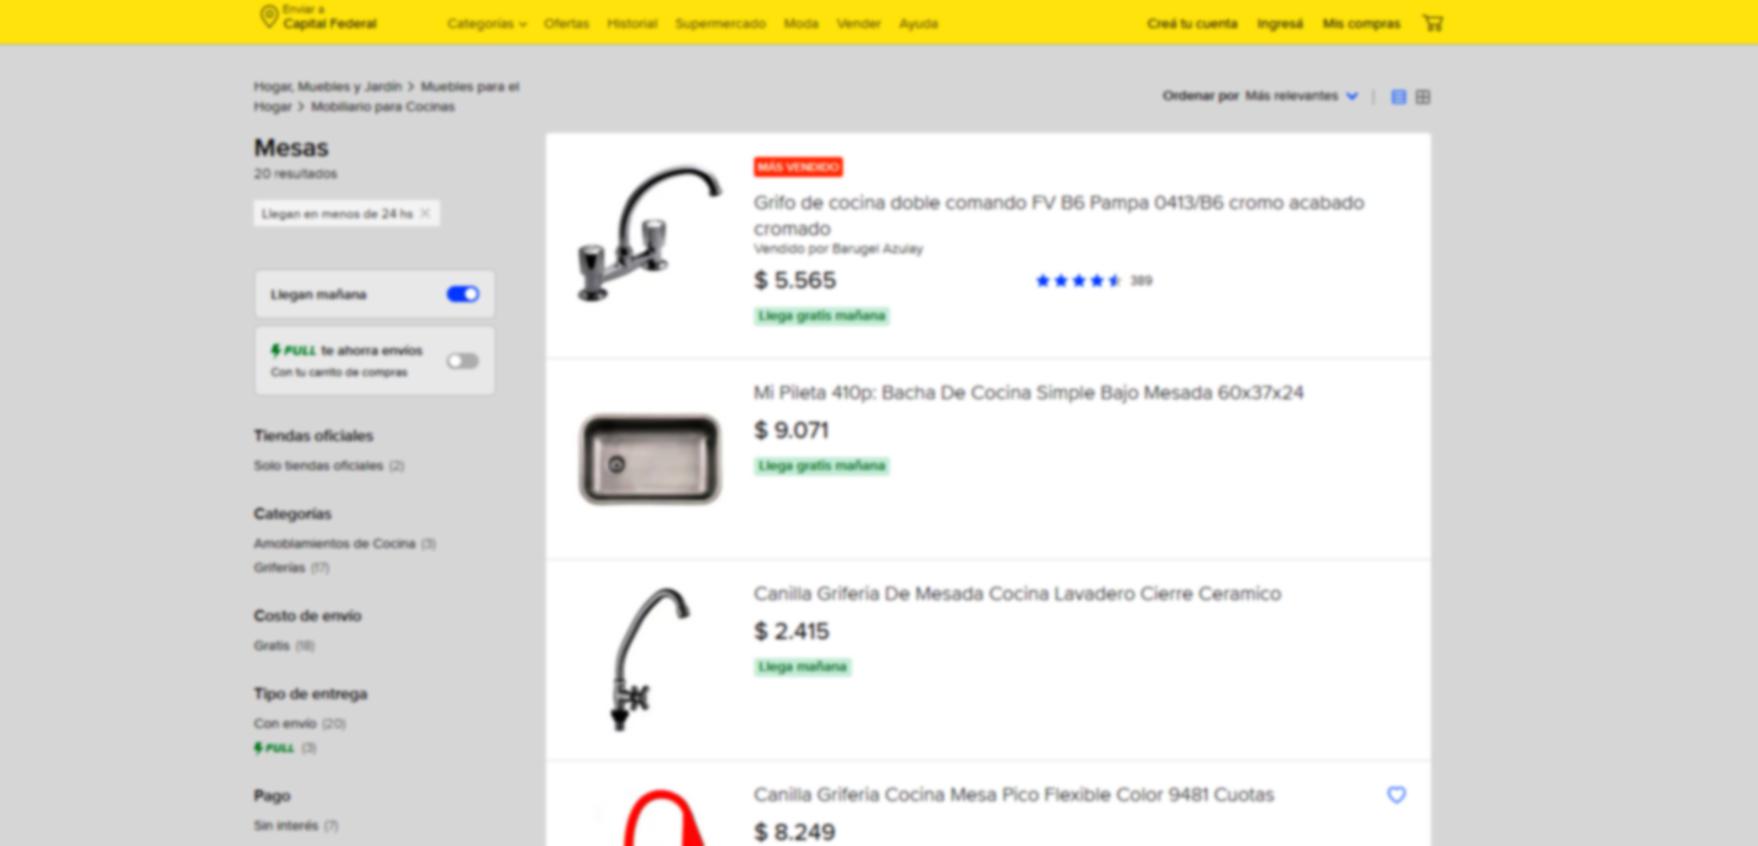 Enviar a
Capital Federal
Categorías Ofertas Historial Supermercado Moda Vender Ayuda
Creá tu cuenta Ingresá Mis compras
Hogar, Muebles y Jardín > Muebles para el
Hogar > Mobiliario para Cocinas
Ordenar por Más relevantes
Mesas
20 resultados
Llegan en menos de 24 hs
Llegan mañana
FULL te ahorra envíos
Con tu carrito de compras
Tiendas oficiales
Solo tiendas oficiales (2)
Categorías
Amoblamientos de Cocina (3)
Griferías (17)
Costo de envío
Gratis (18)
Tipo de entrega
Con envío (20)
FULL (3)
Pago
Sin interés (7)
MÁS VENDIDO
Grifo de cocina doble comando FV B6 Pampa 0413/B6 cromo acabado
cromado
Vendido por Barugel Azulay
$ 5.565
389
Llega gratis mañana
Mi Pileta 410p: Bacha De Cocina Simple Bajo Mesada 60x37x24
$ 9.071
Llega gratis mañana
Canilla Griferia De Mesada Cocina Lavadero Cierre Ceramico
$ 2.415
Llega mañana
Canilla Griferia Cocina Mesa Pico Flexible Color 9481 Cuotas
$ 8.249